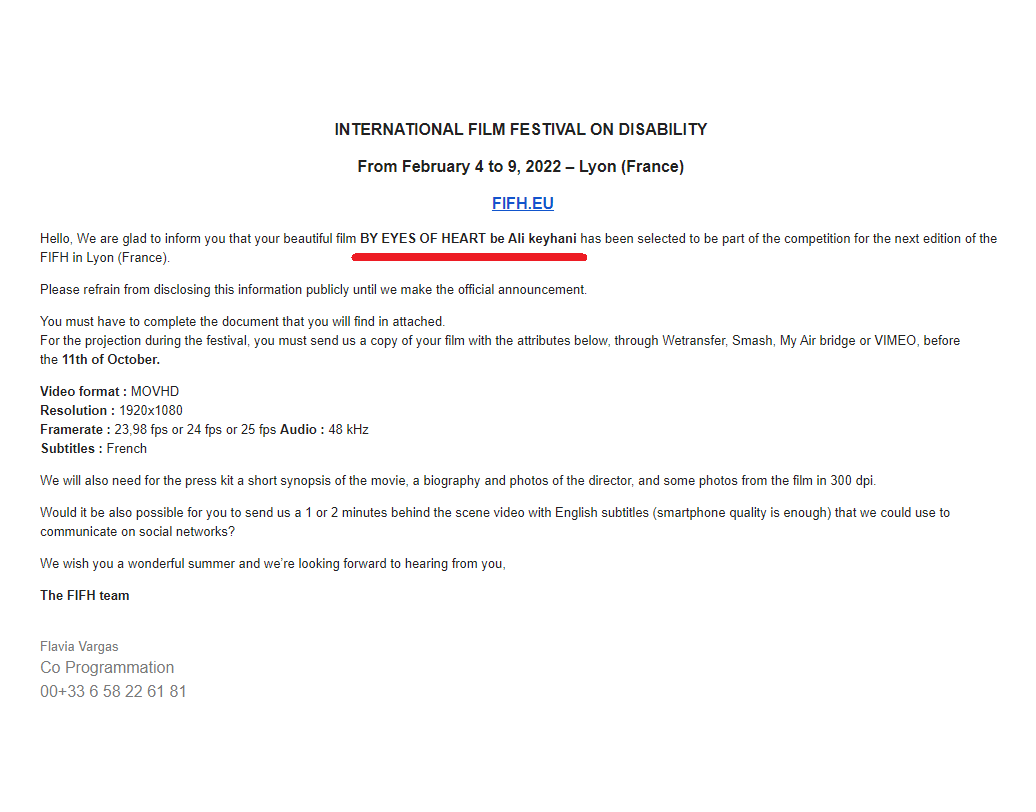 INTERNATIONAL FILM FESTIVAL ON DISABILITY
From February 4 to 9, 2022 – Lyon (France)
FIFH.EU
Hello, We are glad to inform you that your beautiful film BY EYES OF HEART be Ali keyhani has been selected to be part of the competition for the next edition of the
FIFH in Lyon (France).
Please refrain from disclosing this information publicly until we make the official announcement.
You must have to complete the document that you will find in attached.
For the projection during the festival, you must send us a copy of your film with the attributes below, through Wetransfer, Smash, My Air bridge or VIMEO, before
the 11th of October.
Video format : MOVHD
Resolution : 1920x1080
Framerate : 23,98 fps or 24 fps or 25 fps Audio : 48 kHz
Subtitles : French
We will also need for the press kit a short synopsis of the movie, a biography and photos of the director, and some photos from the film in 300 dpi.
Would it be also possible for you to send us a 1 or 2 minutes behind the scene video with English subtitles (smartphone quality is enough) that we could use to
communicate on social networks?
We wish you a wonderful summer and we’re looking forward to hearing from you,
The FIFH team
Flavia Vargas
Co Programmation
00+33 6 58 22 61 81